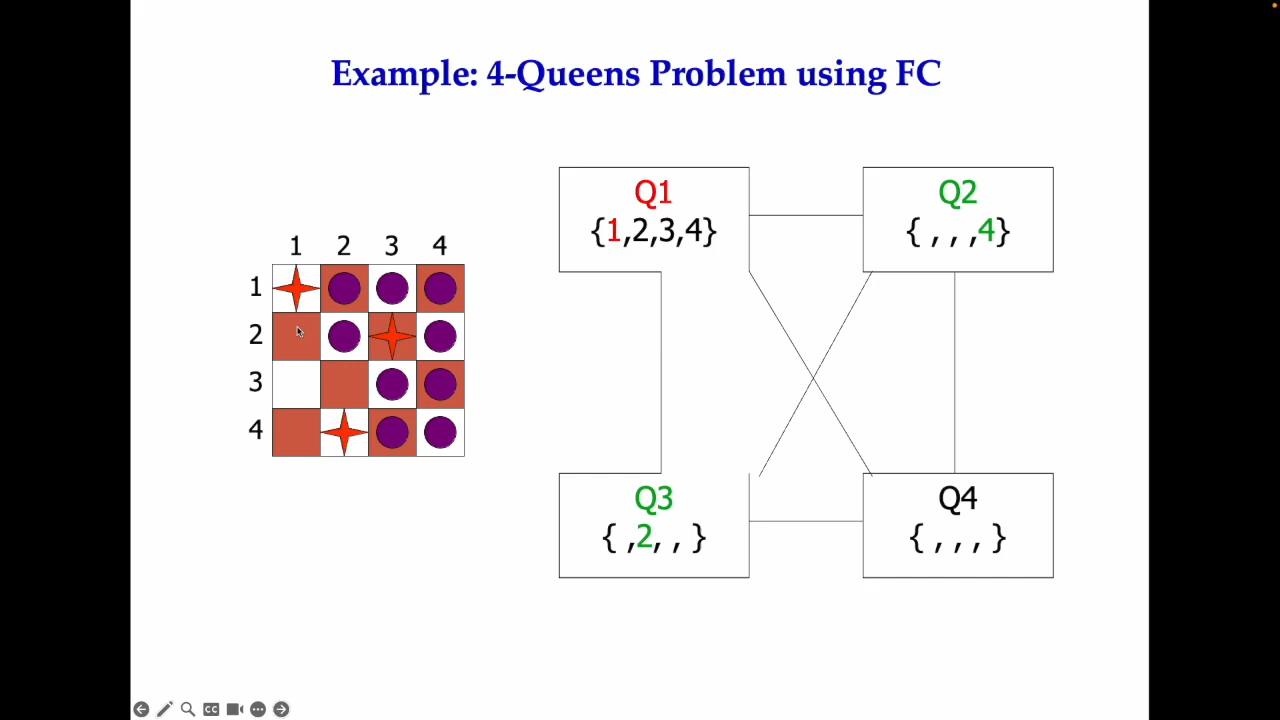 Example: 4-Queens Problem using FC
Q1
{1,2,3,4}
Q2
{ , , ,4}
1 2 3 4
1
2
3
4
Q3
{ ,2, , }
Q4
{ , , , }
CC